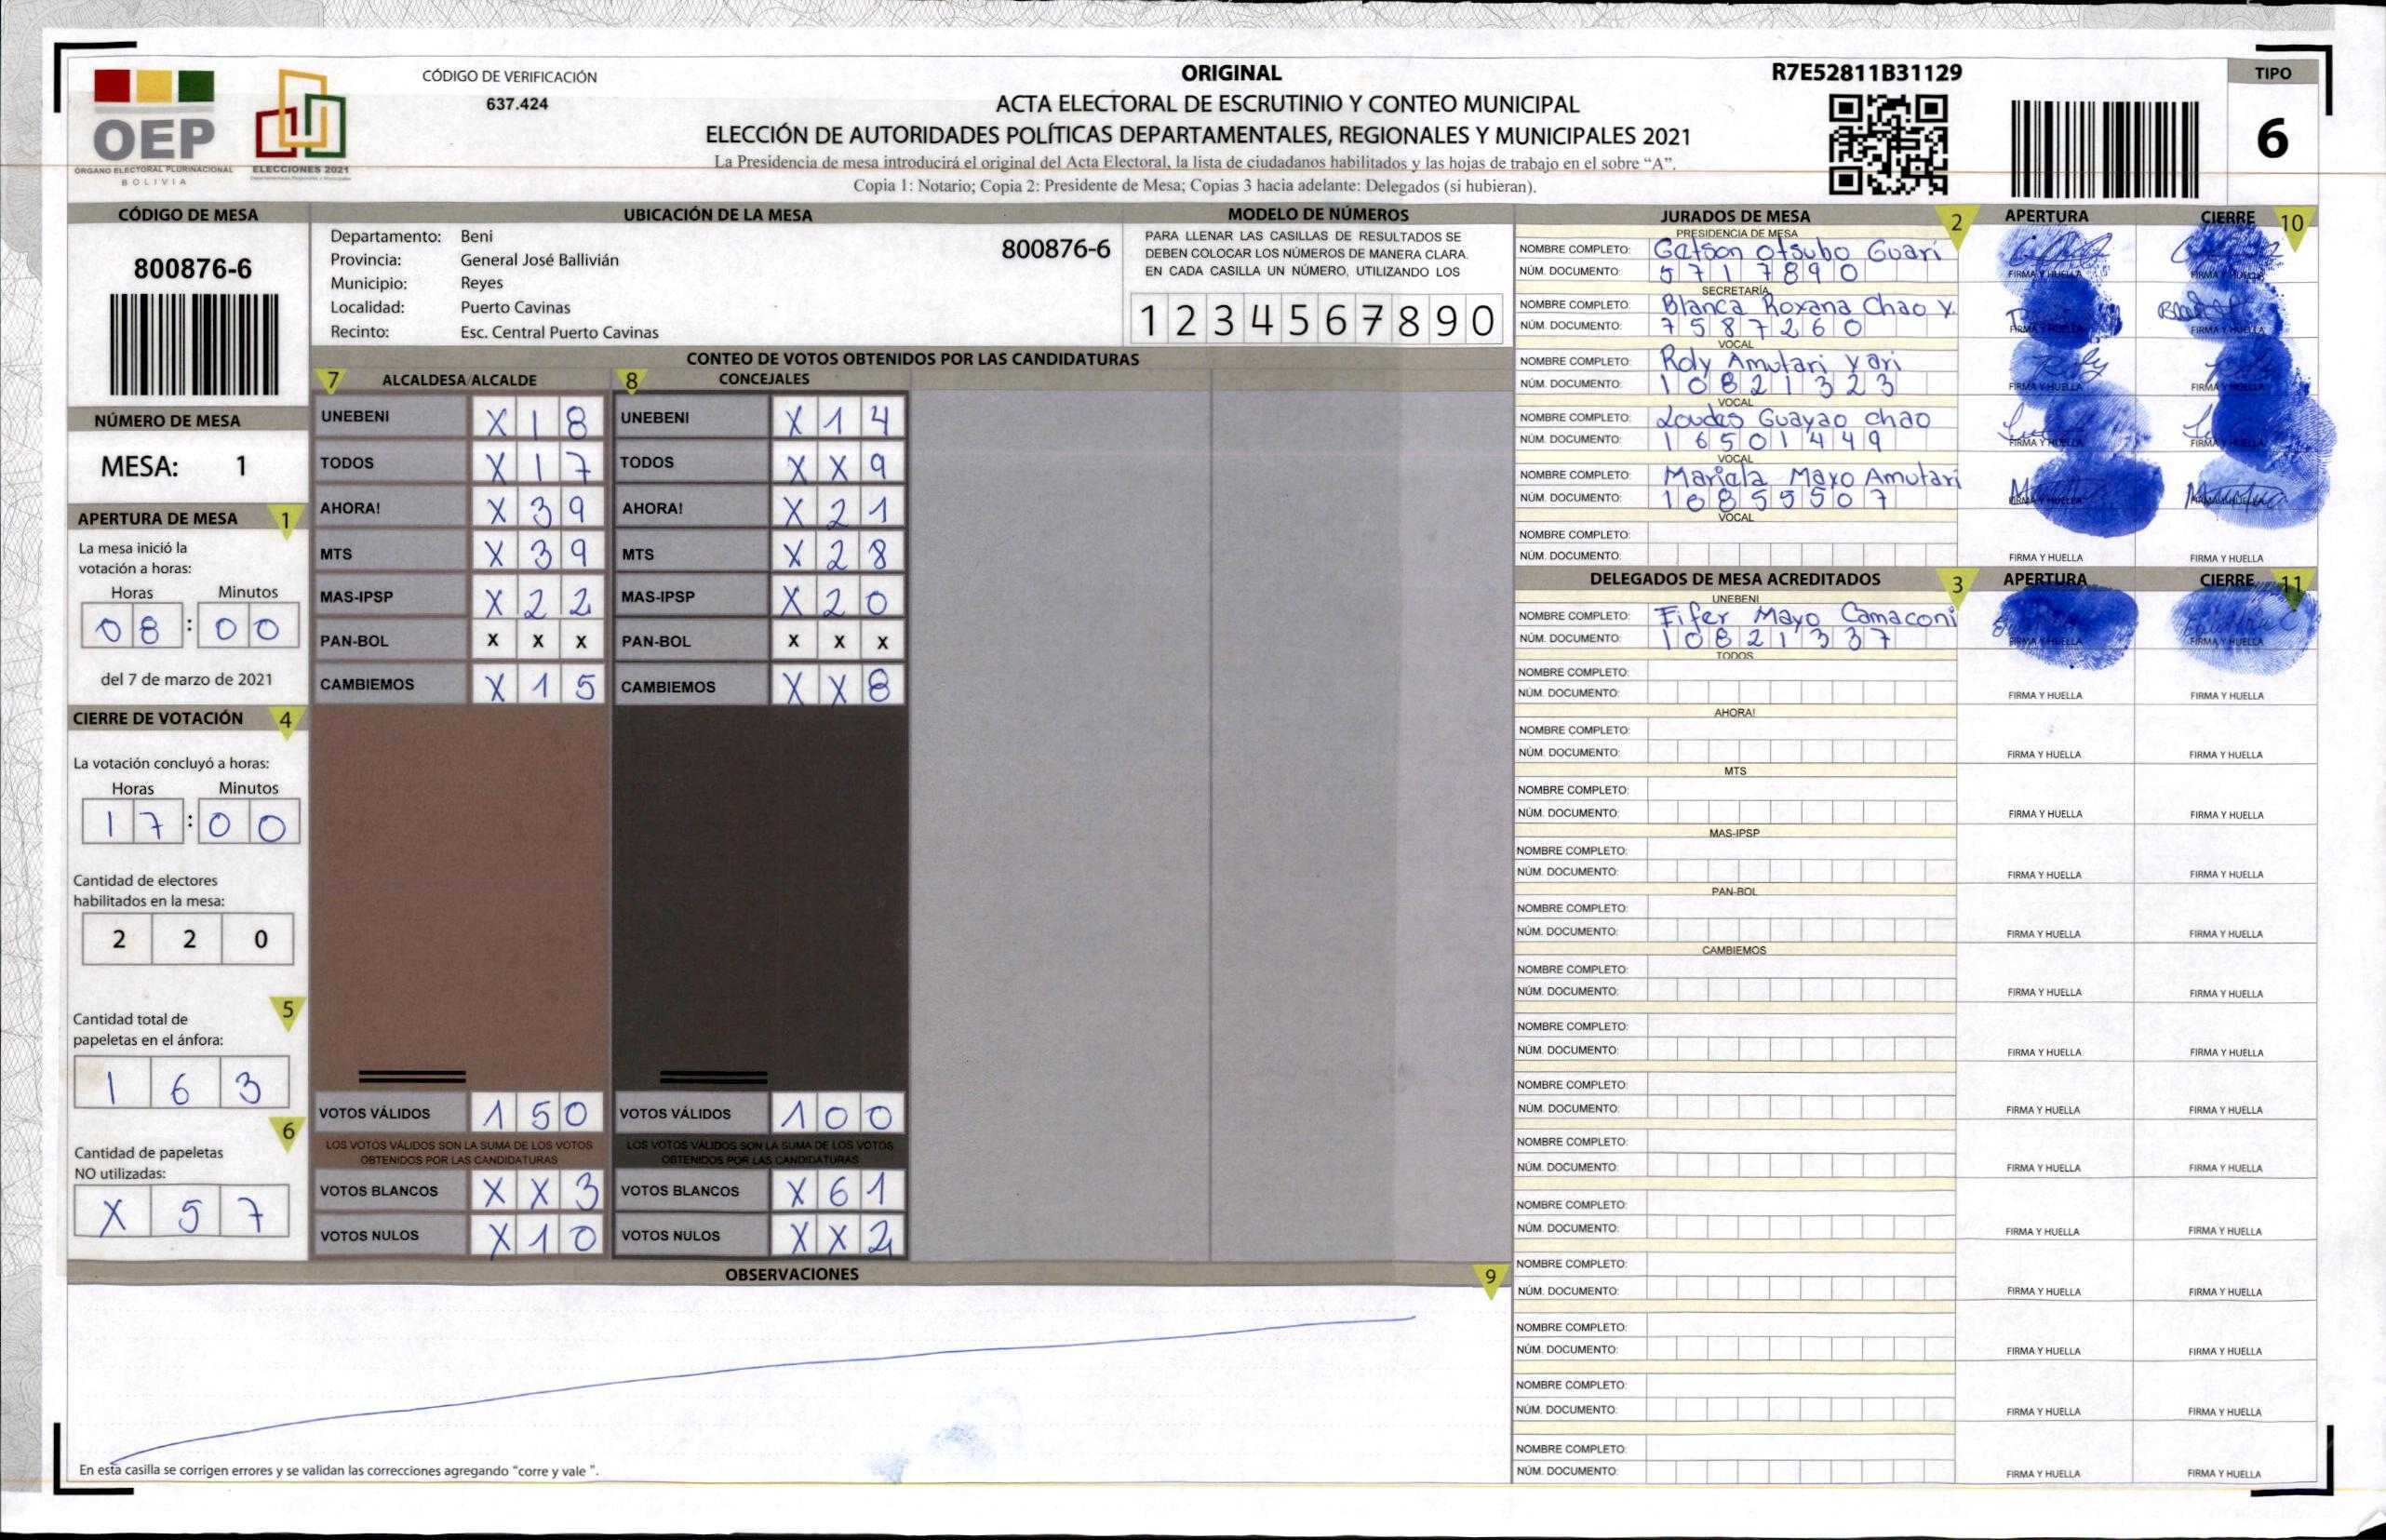 OEP
ÓRGANO ELECTORAL PLURINACIONAL
BOLIVIA
ELECCIONES 2021
CÓDIGO DE VERIFICACIÓN
637.424
ORIGINAL
ACTA ELECTORAL DE ESCRUTINIO Y CONTEO MUNICIPAL
ELECCIÓN DE AUTORIDADES POLÍTICAS DEPARTAMENTALES, REGIONALES Y MUNICIPALES 2021
La Presidencia de mesa introducirá el original del Acta Electoral, la lista de ciudadanos habilitados y las hojas de trabajo en el sobre “A”.
Copia 1: Notario; Copia 2: Presidente de Mesa; Copias 3 hacia adelante: Delegados (si hubieran).
R7E52811B31129
TIPO
6
CÓDIGO DE MESA
800876-6
NÚMERO DE MESA
MESA: 1
APERTURA DE MESA 1
La mesa inició la
votación a horas:
Horas Minutos
08 : 00
del 7 de marzo de 2021
CIERRE DE VOTACIÓN 4
La votación concluyó a horas:
Horas Minutos
17 : 00
Cantidad de electores
habilitados en la mesa:
2 2 0
5
Cantidad total de
papeletas en el ánfora:
1 6 3
6
Cantidad de papeletas
NO utilizadas:
X 5 7
UBICACIÓN DE LA MESA
Departamento: Beni
800876-6
Provincia: General José Ballivián
Municipio: Reyes
Localidad: Puerto Cavinas
Recinto: Esc. Central Puerto Cavinas
MODELO DE NÚMEROS
PARA LLENAR LAS CASILLAS DE RESULTADOS SE
DEBEN COLOCAR LOS NÚMEROS DE MANERA CLARA.
EN CADA CASILLA UN NÚMERO, UTILIZANDO LOS
1 2 3 4 5 6 7 8 9 0
CONTEO DE VOTOS OBTENIDOS POR LAS CANDIDATURAS
7 ALCALDESA/ALCALDE 8 CONCEJALES
UNEBENI X 1 8 UNEBENI X 1 4
TODOS X 1 7 TODOS X X 9
AHORA! X 3 9 AHORA! X 2 1
MTS X 3 9 MTS X 2 8
MAS-IPSP X 2 2 MAS-IPSP X 2 0
PAN-BOL X X X PAN-BOL X X X
CAMBIEMOS X 1 5 CAMBIEMOS X X 8
VOTOS VÁLIDOS 1 5 0 VOTOS VÁLIDOS 1 0 0
LOS VOTOS VÁLIDOS SON LA SUMA DE LOS VOTOS LOS VOTOS VÁLIDOS SON LA SUMA DE LOS VOTOS
OBTENIDOS POR LAS CANDIDATURAS OBTENIDOS POR LAS CANDIDATURAS
VOTOS BLANCOS X X 3 VOTOS BLANCOS X 6 1
VOTOS NULOS X 1 0 VOTOS NULOS X X 2
OBSERVACIONES 9
En esta casilla se corrigen errores y se validan las correcciones agregando “corre y vale ”.
JURADOS DE MESA 2 APERTURA CIERRE 10
PRESIDENCIA DE MESA
NOMBRE COMPLETO: Gatson Otsubo Guari
NÚM. DOCUMENTO: 5717890 FIRMA Y HUELLA FIRMA Y HUELLA
SECRETARÍA
NOMBRE COMPLETO: Blanca Roxana Chao Y.
NÚM. DOCUMENTO: 7587260 FIRMA Y HUELLA FIRMA Y HUELLA
VOCAL
NOMBRE COMPLETO: Roly Amutari Yari
NÚM. DOCUMENTO: 10821323 FIRMA Y HUELLA FIRMA Y HUELLA
VOCAL
NOMBRE COMPLETO: Loudes Guayao chao
NÚM. DOCUMENTO: 16501449 FIRMA Y HUELLA FIRMA Y HUELLA
VOCAL
NOMBRE COMPLETO: Mariela Mayo Amutari
NÚM. DOCUMENTO: 10855507 FIRMA Y HUELLA FIRMA Y HUELLA
VOCAL
NOMBRE COMPLETO:
NÚM. DOCUMENTO: FIRMA Y HUELLA FIRMA Y HUELLA
DELEGADOS DE MESA ACREDITADOS 3 APERTURA CIERRE 11
UNEBENI
NOMBRE COMPLETO: Eifer Mayo Camaconi
NÚM. DOCUMENTO: 10821337 FIRMA Y HUELLA FIRMA Y HUELLA
TODOS
NOMBRE COMPLETO:
NÚM. DOCUMENTO: FIRMA Y HUELLA FIRMA Y HUELLA
AHORA!
NOMBRE COMPLETO:
NÚM. DOCUMENTO: FIRMA Y HUELLA FIRMA Y HUELLA
MTS
NOMBRE COMPLETO:
NÚM. DOCUMENTO: FIRMA Y HUELLA FIRMA Y HUELLA
MAS-IPSP
NOMBRE COMPLETO:
NÚM. DOCUMENTO: FIRMA Y HUELLA FIRMA Y HUELLA
PAN-BOL
NOMBRE COMPLETO:
NÚM. DOCUMENTO: FIRMA Y HUELLA FIRMA Y HUELLA
CAMBIEMOS
NOMBRE COMPLETO:
NÚM. DOCUMENTO: FIRMA Y HUELLA FIRMA Y HUELLA
NOMBRE COMPLETO:
NÚM. DOCUMENTO: FIRMA Y HUELLA FIRMA Y HUELLA
NOMBRE COMPLETO:
NÚM. DOCUMENTO: FIRMA Y HUELLA FIRMA Y HUELLA
NOMBRE COMPLETO:
NÚM. DOCUMENTO: FIRMA Y HUELLA FIRMA Y HUELLA
NOMBRE COMPLETO:
NÚM. DOCUMENTO: FIRMA Y HUELLA FIRMA Y HUELLA
NOMBRE COMPLETO:
NÚM. DOCUMENTO: FIRMA Y HUELLA FIRMA Y HUELLA
NOMBRE COMPLETO:
NÚM. DOCUMENTO: FIRMA Y HUELLA FIRMA Y HUELLA
NOMBRE COMPLETO:
NÚM. DOCUMENTO: FIRMA Y HUELLA FIRMA Y HUELLA
NOMBRE COMPLETO:
NÚM. DOCUMENTO: FIRMA Y HUELLA FIRMA Y HUELLA